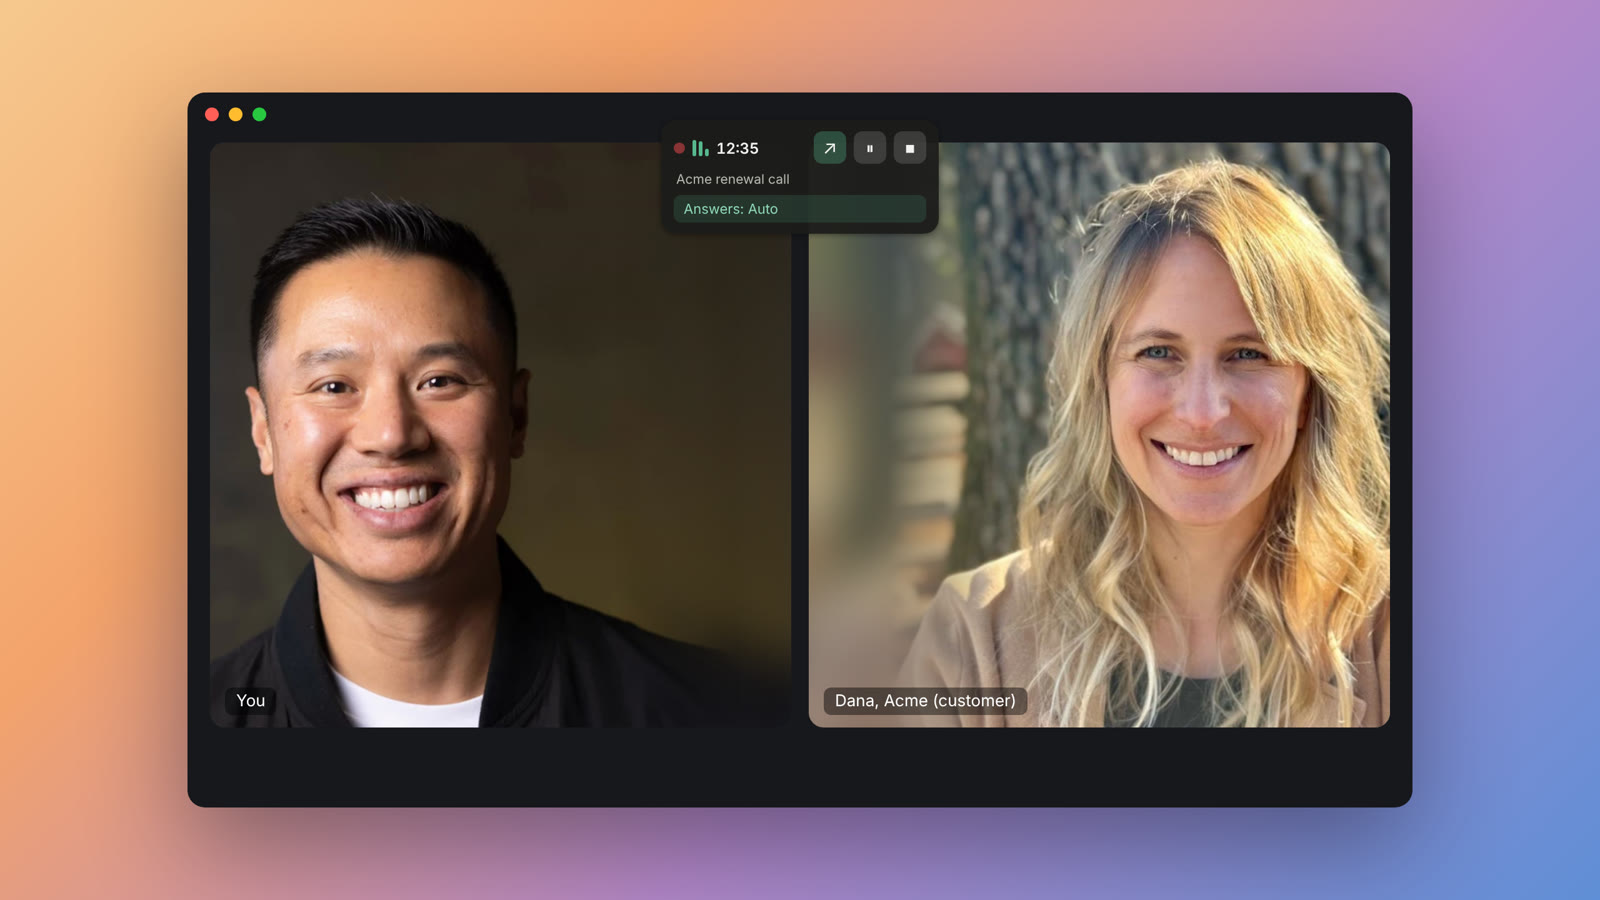 12:35
Acme renewal call
Answers: Auto
You
Dana, Acme (customer)